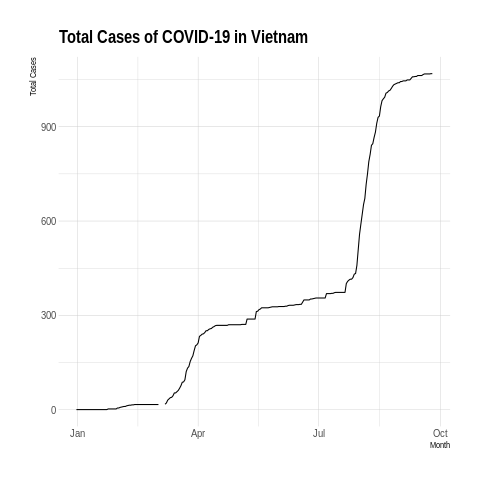 Total Cases of COVID-19 in Vietnam
Total Cases
900
600
300
0
Jan Apr Jul Oct
Month